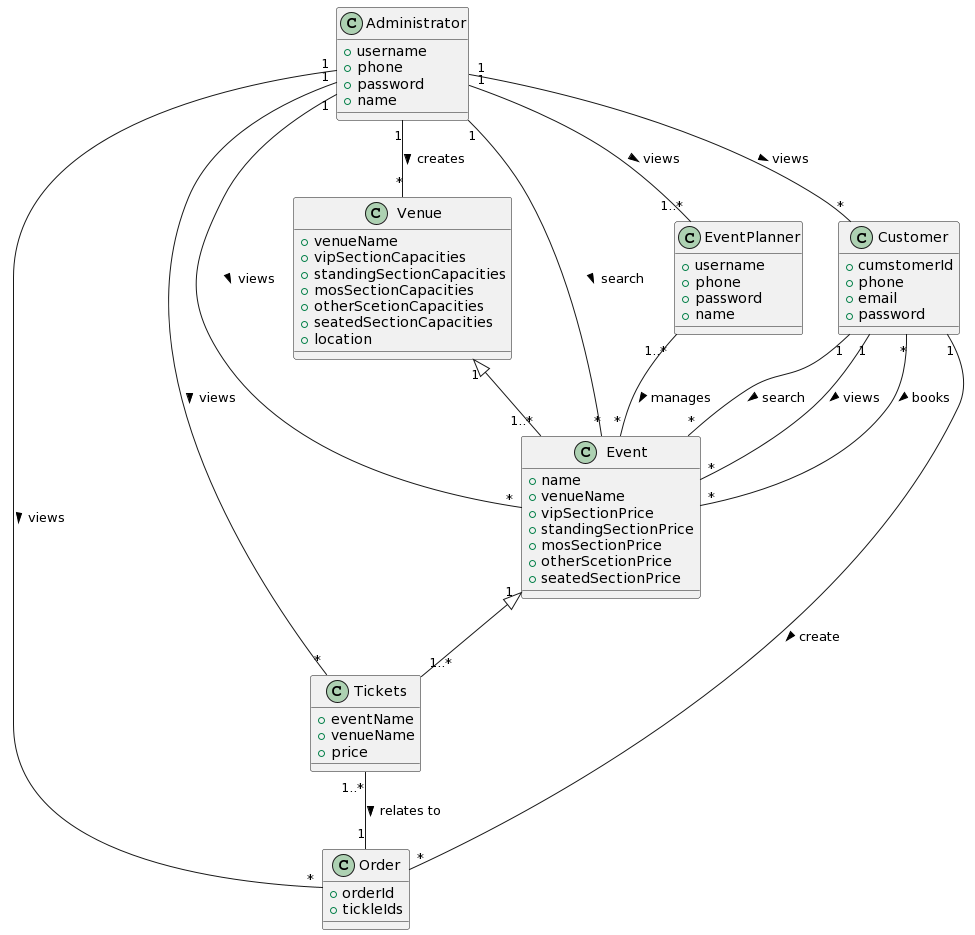 C Administrator
username
phone
password
name
1
1
1
1
1
1
1
creates
views
views
*
1..*
*
C Venue
venueName
vipSectionCapacities
standingSectionCapacities
mosSectionCapacities
otherScetionCapacities
seatedSectionCapacities
location
C EventPlanner
username
phone
password
name
C Customer
cumstomerId
phone
email
password
views
search
1
1..*
1
1
*
1
views
manages
search
views
books
1..*
*
*
*
C Event
name
venueName
vipSectionPrice
standingSectionPrice
mosSectionPrice
otherScetionPrice
seatedSectionPrice
*
*
*
views
1
create
*
1..*
C Tickets
eventName
venueName
price
1..*
relates to
1
*
*
C Order
orderId
tickleIds